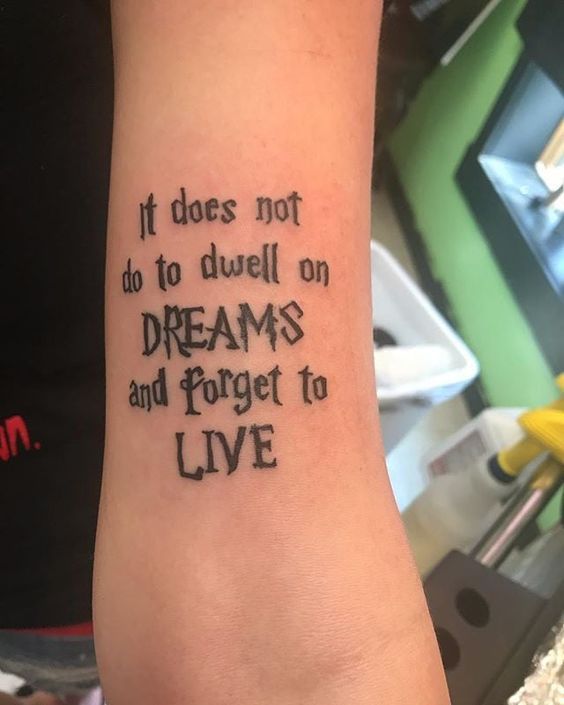 It does not
do to dwell on
DREAMS
and forget to
LIVE